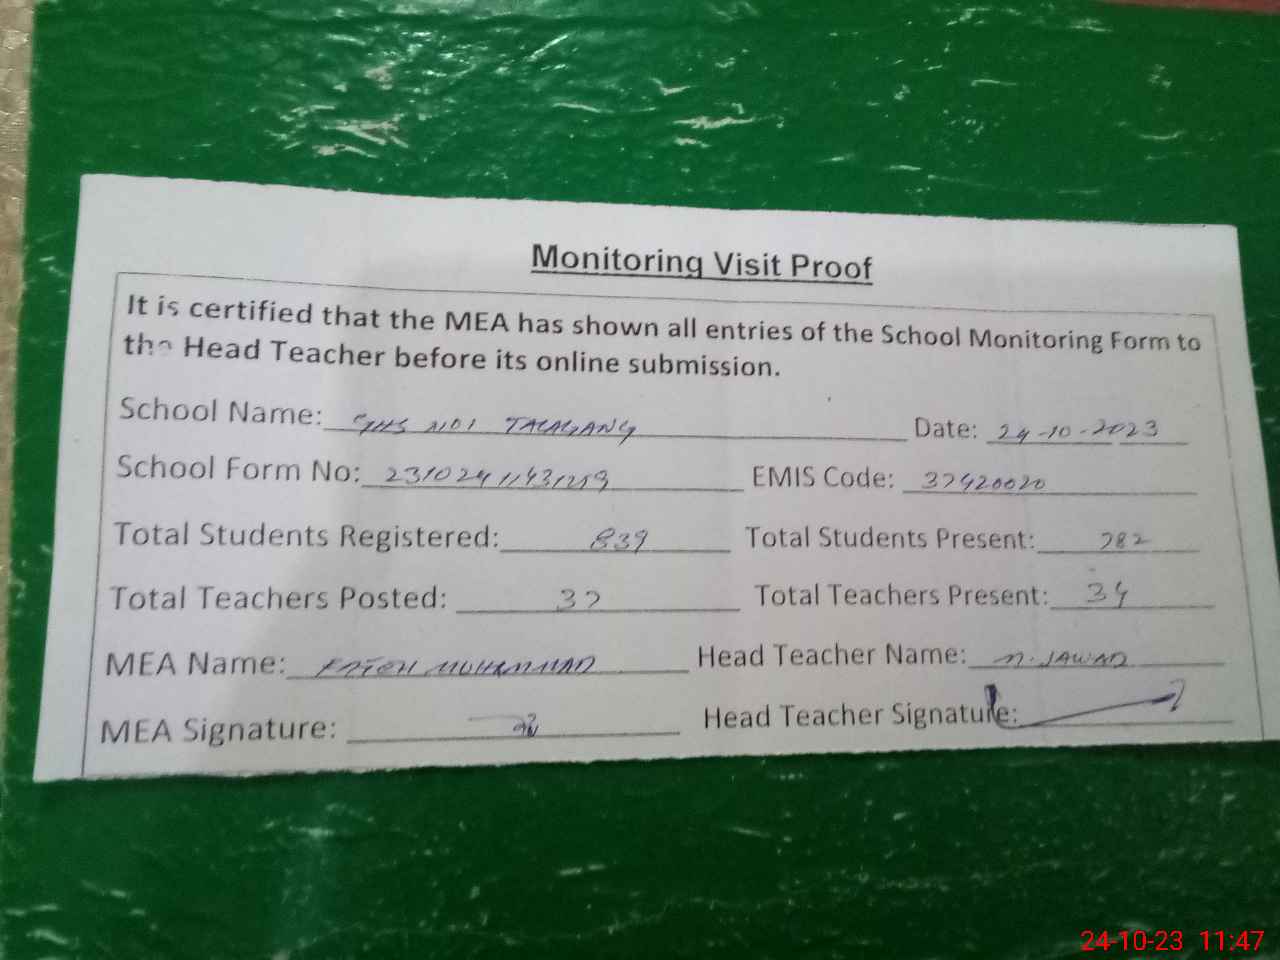 Monitoring Visit Proof
It is certified that the MEA has shown all entries of the School Monitoring Form to
the Head Teacher before its online submission.
School Name: GHS NO1 TALAGANG Date: 24-10-2023
School Form No: 23102411431259 EMIS Code: 37420020
Total Students Registered: 839 Total Students Present: 782
Total Teachers Posted: 37 Total Teachers Present: 34
MEA Name: FATEH MUHAMMAD Head Teacher Name: M. JAWAD
MEA Signature: Head Teacher Signature:
24-10-23 11:47